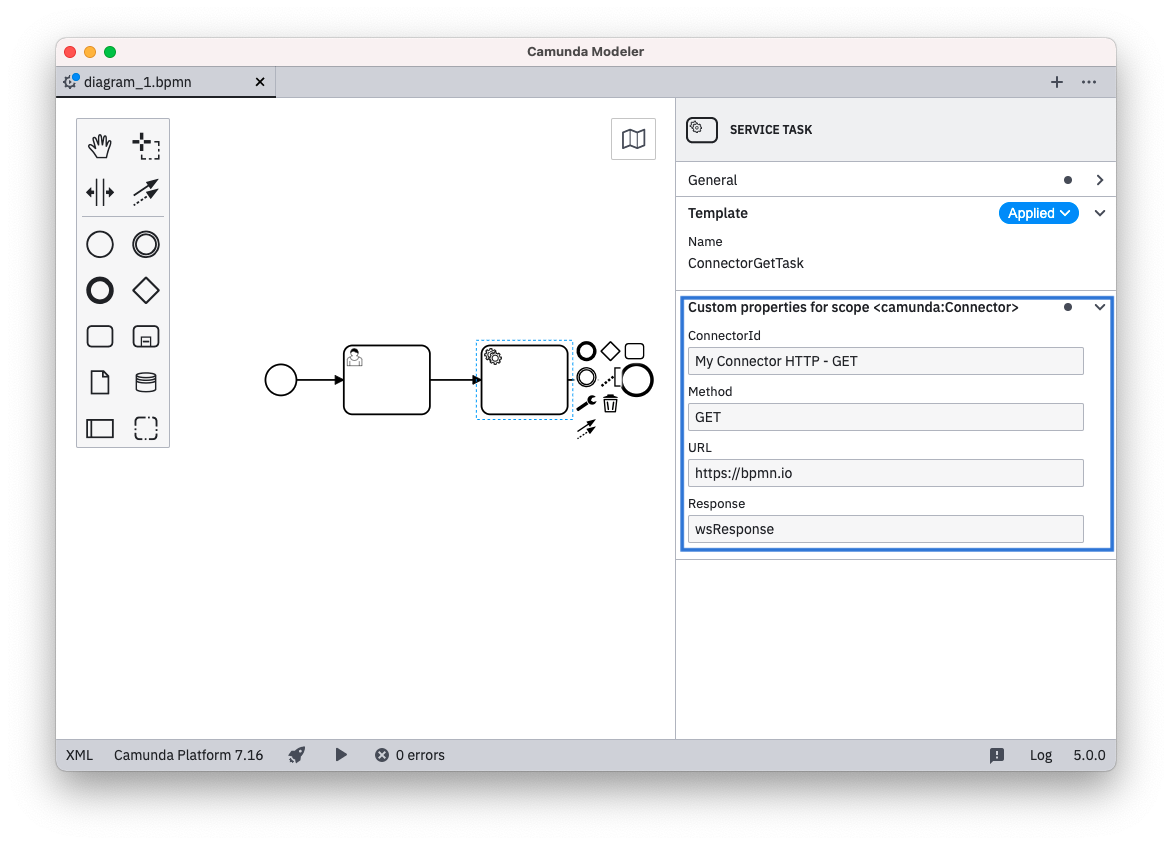 Camunda Modeler
diagram_1.bpmn
SERVICE TASK
General
Template
Applied
Name
ConnectorGetTask
Custom properties for scope <camunda:Connector>
ConnectorId
My Connector HTTP - GET
Method
GET
URL
https://bpmn.io
Response
wsResponse
XML Camunda Platform 7.16 0 errors Log 5.0.0